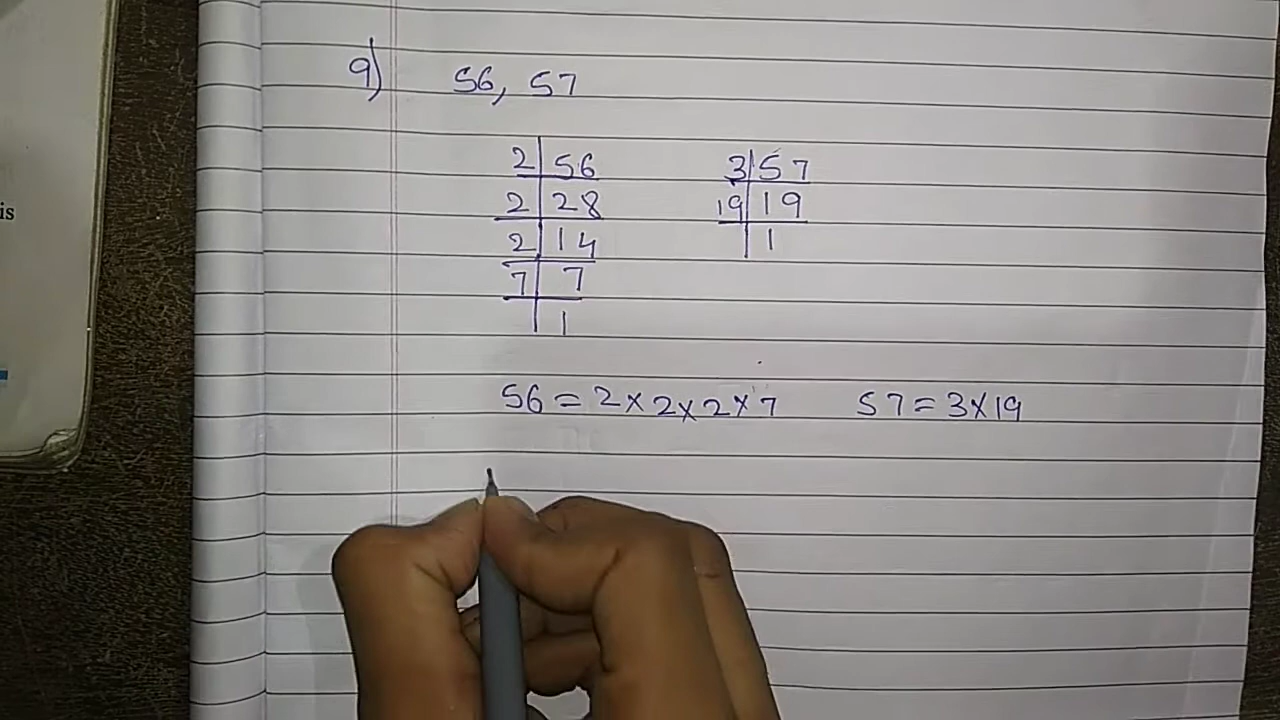 is
9) 56, 57
2 56 3 57
2 28 19 19
2 14 1
7 7
1
56 = 2 × 2 × 2 × 7 57 = 3 × 19